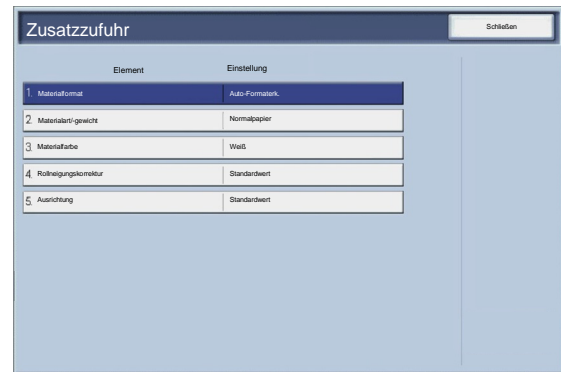 Zusatzzufuhr
Schließen
Element Einstellung
1. Materialformat Auto-Formaterk.
2. Materialart/-gewicht Normalpapier
3. Materialfarbe Weiß
4. Rollneigungskorrektur Standardwert
5. Ausrichtung Standardwert